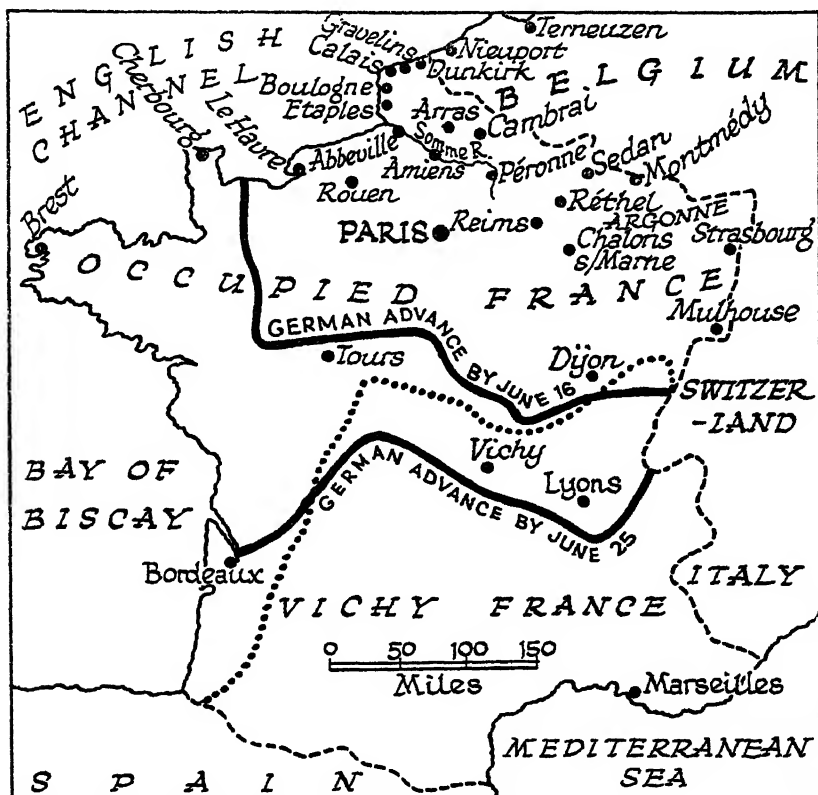 ENGLISH
CHANNEL
Cherbourg
Le Havre
Gravelins
Calais
Boulogne
Etaples
Terneuzen
Nieuport
Dunkirk
BELGIUM
Arras
Cambrai
Somme R.
Abbeville
Amiens
Péronne
Sedan
Montmédy
Rouen
Réthel
ARGONNE
Brest
PARIS
Reims
Chalons
s/Marne
Strasbourg
OCCUPIED FRANCE
Mulhouse
GERMAN ADVANCE BY JUNE 16
Tours
Dijon
SWITZER
-LAND
Vichy
Lyons
GERMAN ADVANCE BY JUNE 25
BAY OF
BISCAY
Bordeaux
ITALY
VICHY FRANCE
0 50 100 150
Miles
Marseilles
MEDITERRANEAN
SEA
SPAIN